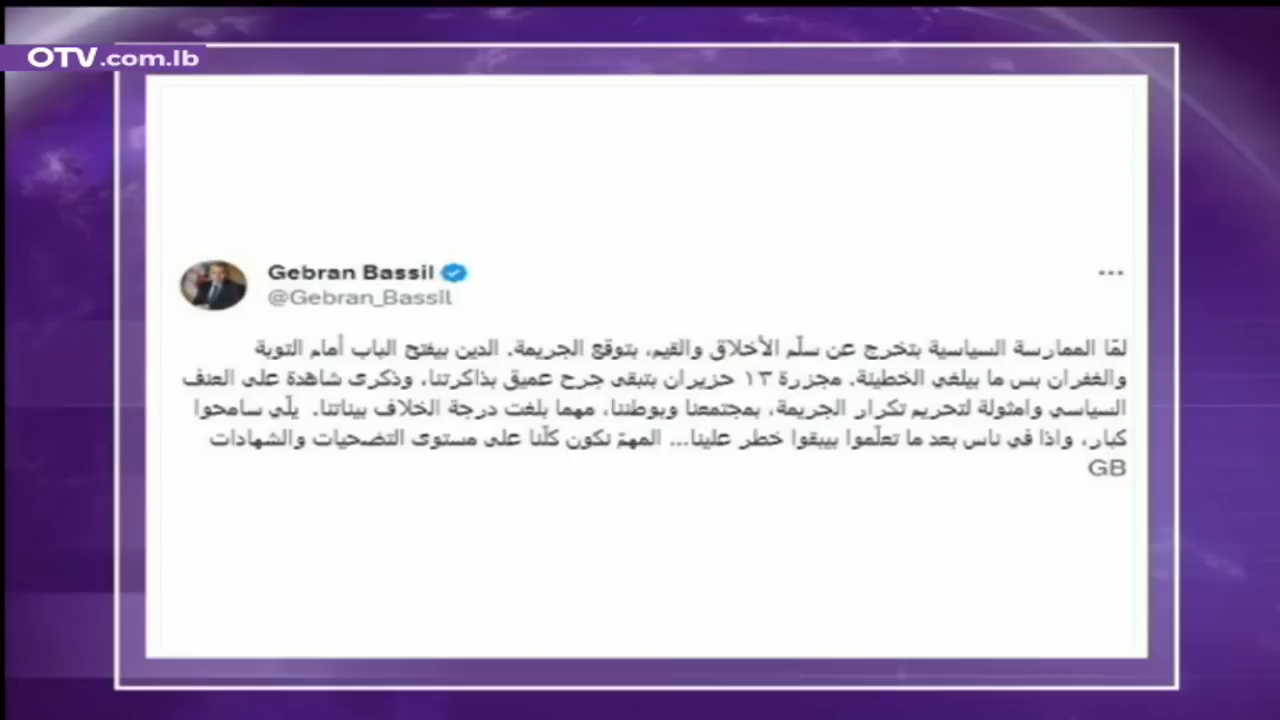 OTV.com.lb
Gebran Bassil
@Gebran_Bassil
لمّا الممارسة السياسية بتخرج عن سلّم الأخلاق والقيم، بتوقع الجريمة. الدين بيفتح الباب أمام التوبة
والغفران بس ما بيلغي الخطيئة. مجزرة ١٣ حزيران بتبقى جرح عميق بذاكرتنا، وذكرى شاهدة على العنف
السياسي وامثولة لتحريم تكرار الجريمة، بمجتمعنا وبوطننا، مهما بلغت درجة الخلاف بيناتنا. يلّي سامحوا
كبار، واذا في ناس بعد ما تعلّموا بيبقوا خطر علينا... المهمّ نكون كلّنا على مستوى التضحيات والشهادات
GB